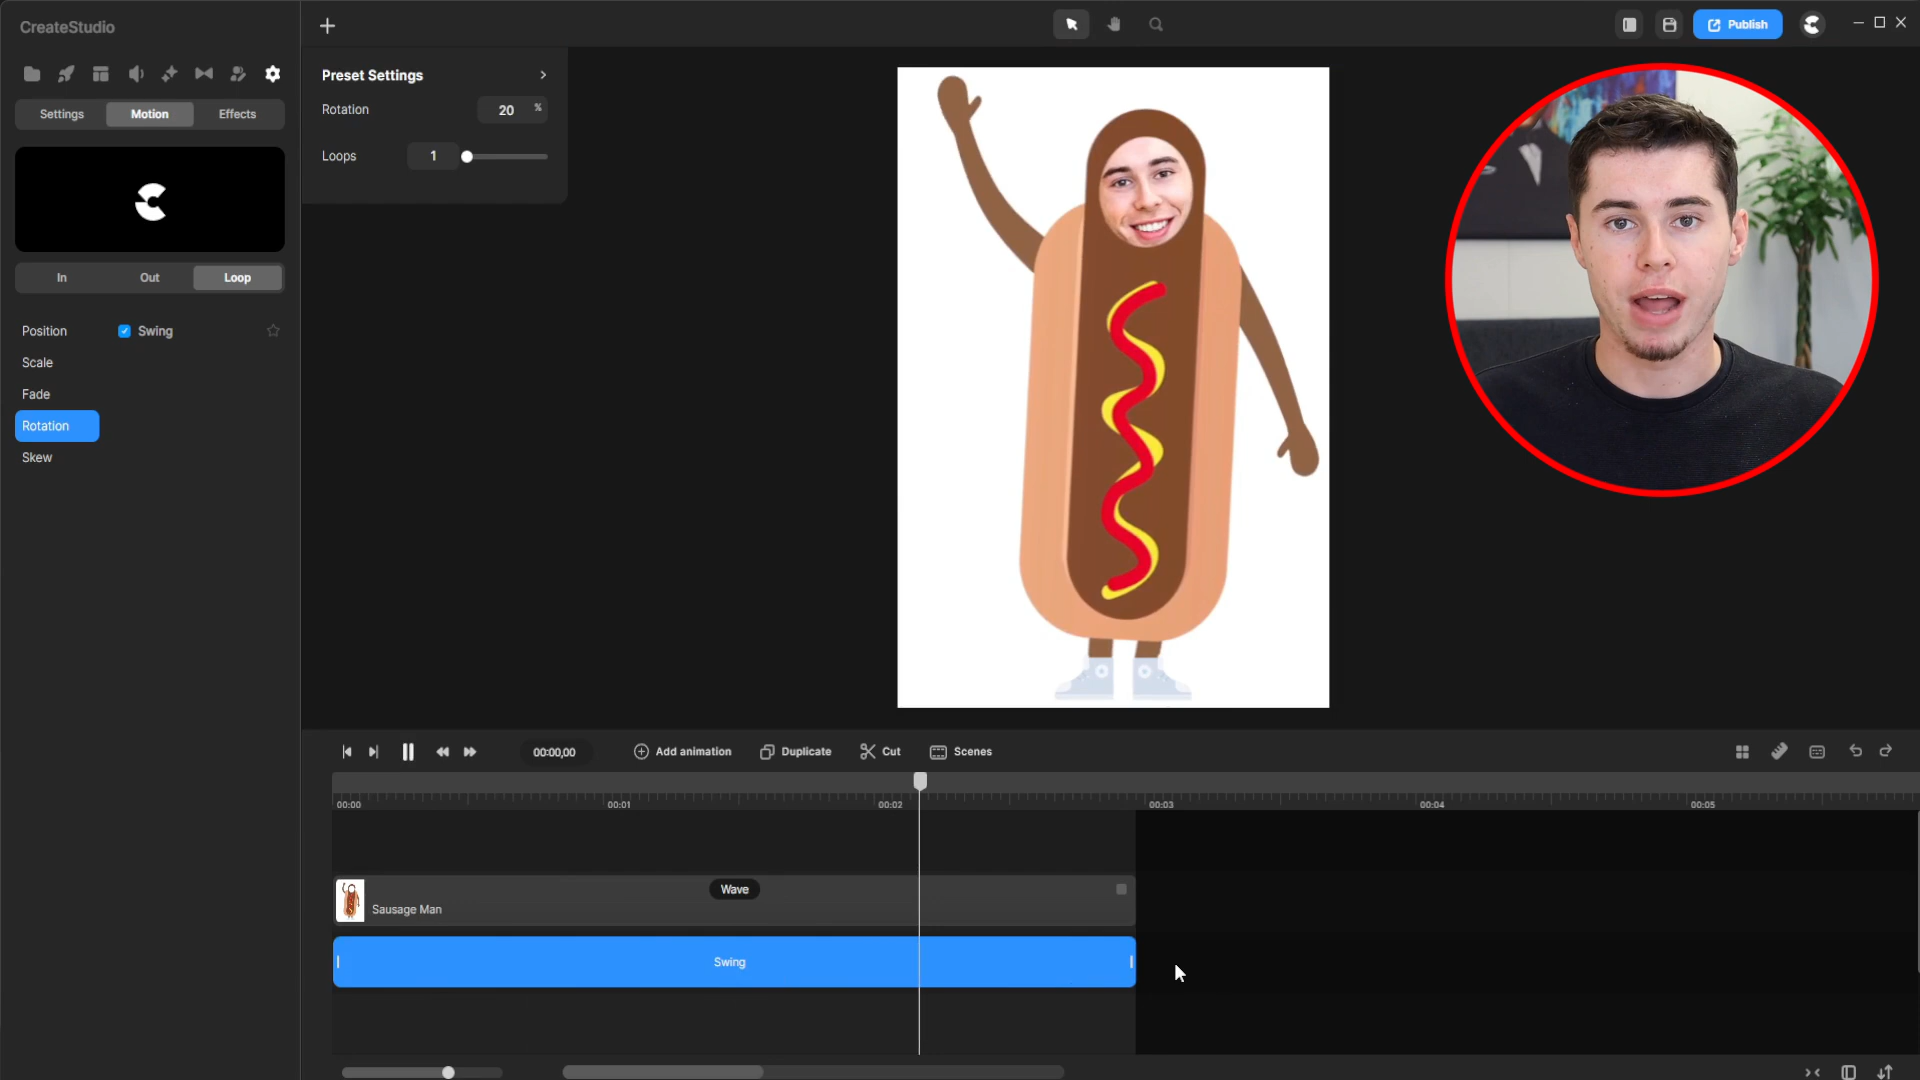 CreateStudio
Publish
Settings
Motion
Effects
In
Out
Loop
Position
Swing
Scale
Fade
Rotation
Skew
Preset Settings
Rotation
20 %
Loops
1
00:00,00
Add animation
Duplicate
Cut
Scenes
00:00
00:01
00:02
00:03
00:04
00:05
Wave
Sausage Man
Swing